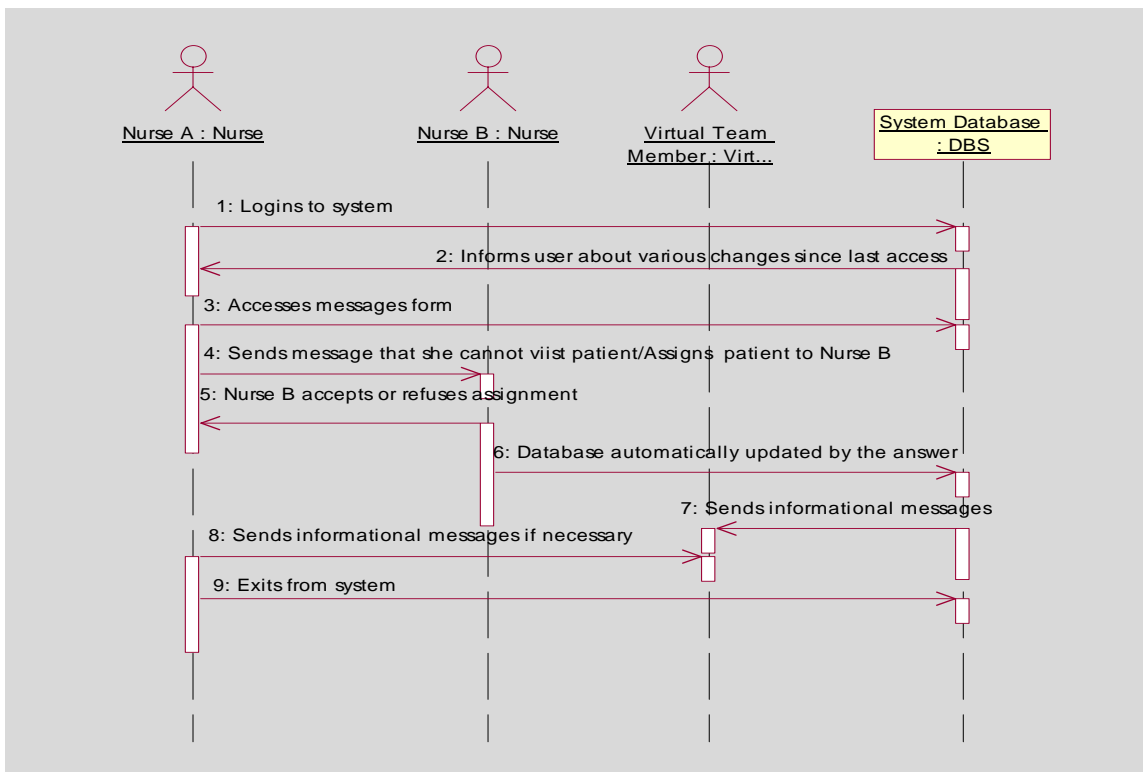 Nurse A : Nurse
Nurse B : Nurse
Virtual Team
Member : Virt...
System Database
: DBS
1: Logins to system
2: Informs user about various changes since last access
3: Accesses messages form
4: Sends message that she cannot viist patient/Assigns patient to Nurse B
5: Nurse B accepts or refuses assignment
6: Database automatically updated by the answer
7: Sends informational messages
8: Sends informational messages if necessary
9: Exits from system